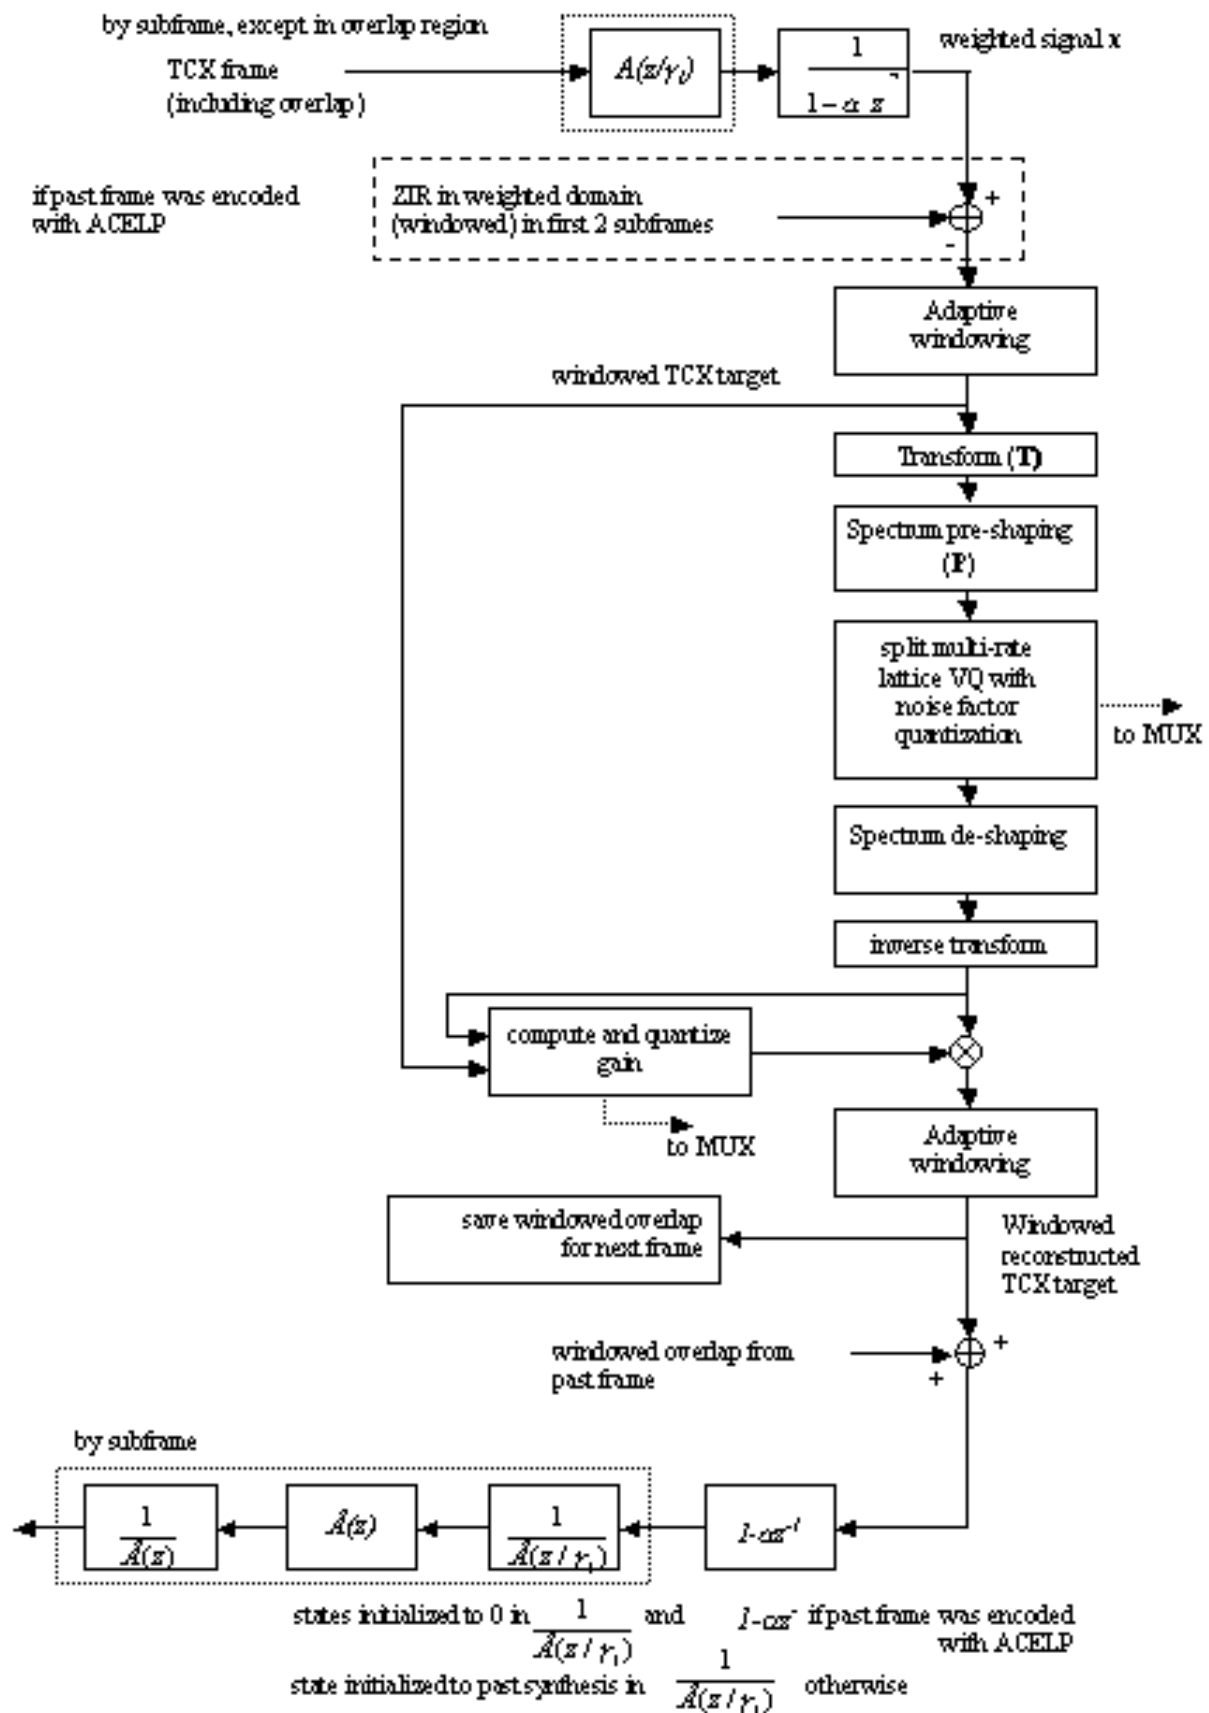 by subframe, except in overlap region
TCX frame
(including overlap)
A(z/γ₁)
1
1 − α z⁻
weighted signal x
if past frame was encoded
with ACELP
ZIR in weighted domain
(windowed) in first 2 subframes
+
-
Adaptive
windowing
windowed TCX target
Transform (T)
Spectrum pre-shaping
(P)
split multi-rate
lattice VQ with
noise factor
quantization
to MUX
Spectrum de-shaping
inverse transform
compute and quantize
gain
to MUX
Adaptive
windowing
save windowed overlap
for next frame
Windowed
reconstructed
TCX target
windowed overlap from
past frame
+
+
by subframe
1
Â(z)
Â(z)
1
Â(z / γ₁)
1-αz⁻¹
states initialized to 0 in 1 / Â(z / γ₁) and 1-αz⁻ if past frame was encoded
with ACELP
state initialized to past synthesis in 1 / Â(z / γ₁) otherwise